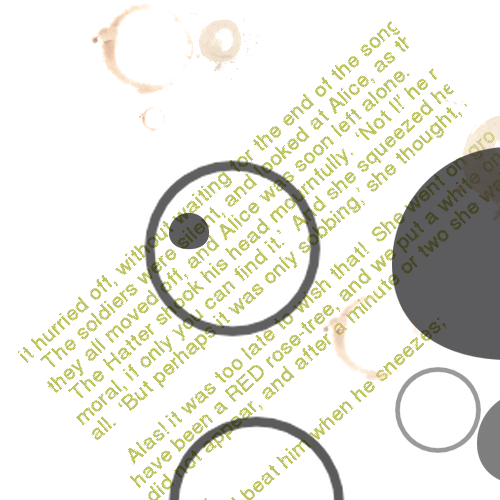 it hurried off, without waiting for the end of the song
The soldiers were silent, and looked at Alice, as
they all moved off, and Alice was soon left alone.
The Hatter shook his head mournfully. 'Not I!' he
moral, if only you can find it.' And she squeezed
all. 'But perhaps it was only sobbing,' she thought,
Alas! it was too late to wish that! She went on
have been a RED rose-tree, and we put a white
did not appear, and after a minute or two she
beat him when he sneezes;